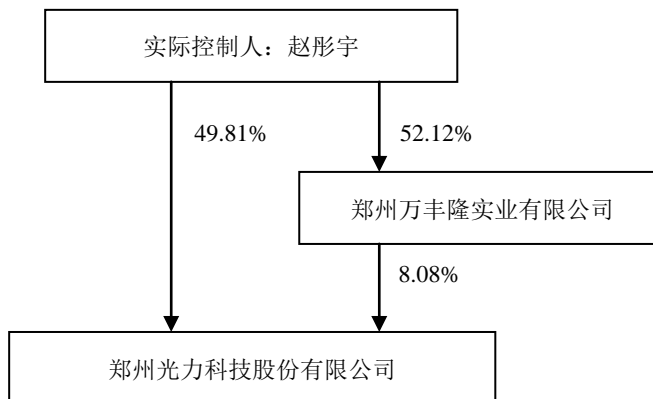 实际控制人：赵彤宇
49.81%
52.12%
郑州万丰隆实业有限公司
8.08%
郑州光力科技股份有限公司